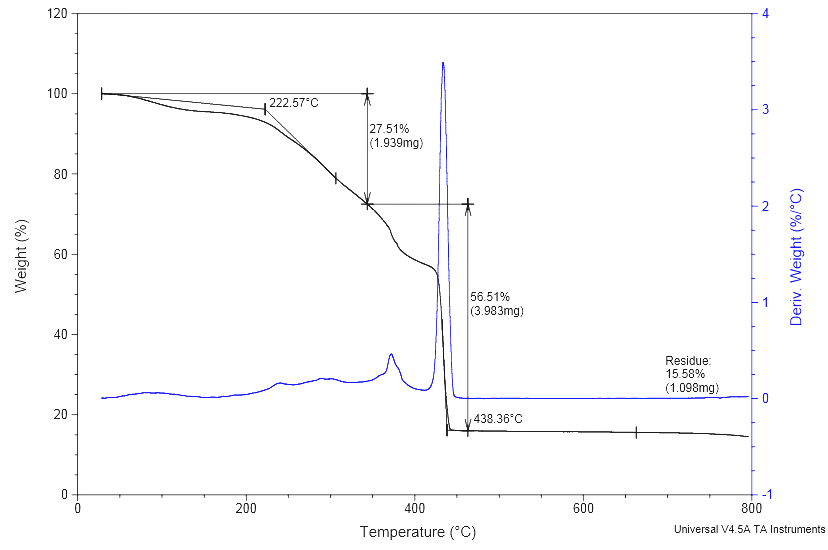 120
100
80
60
40
20
0
Weight (%)
222.57°C
27.51%
(1.939mg)
56.51%
(3.983mg)
438.36°C
Residue:
15.58%
(1.098mg)
4
3
2
1
0
-1
Deriv. Weight (%/°C)
0 200 400 600 800
Temperature (°C)
Universal V4.5A TA Instruments